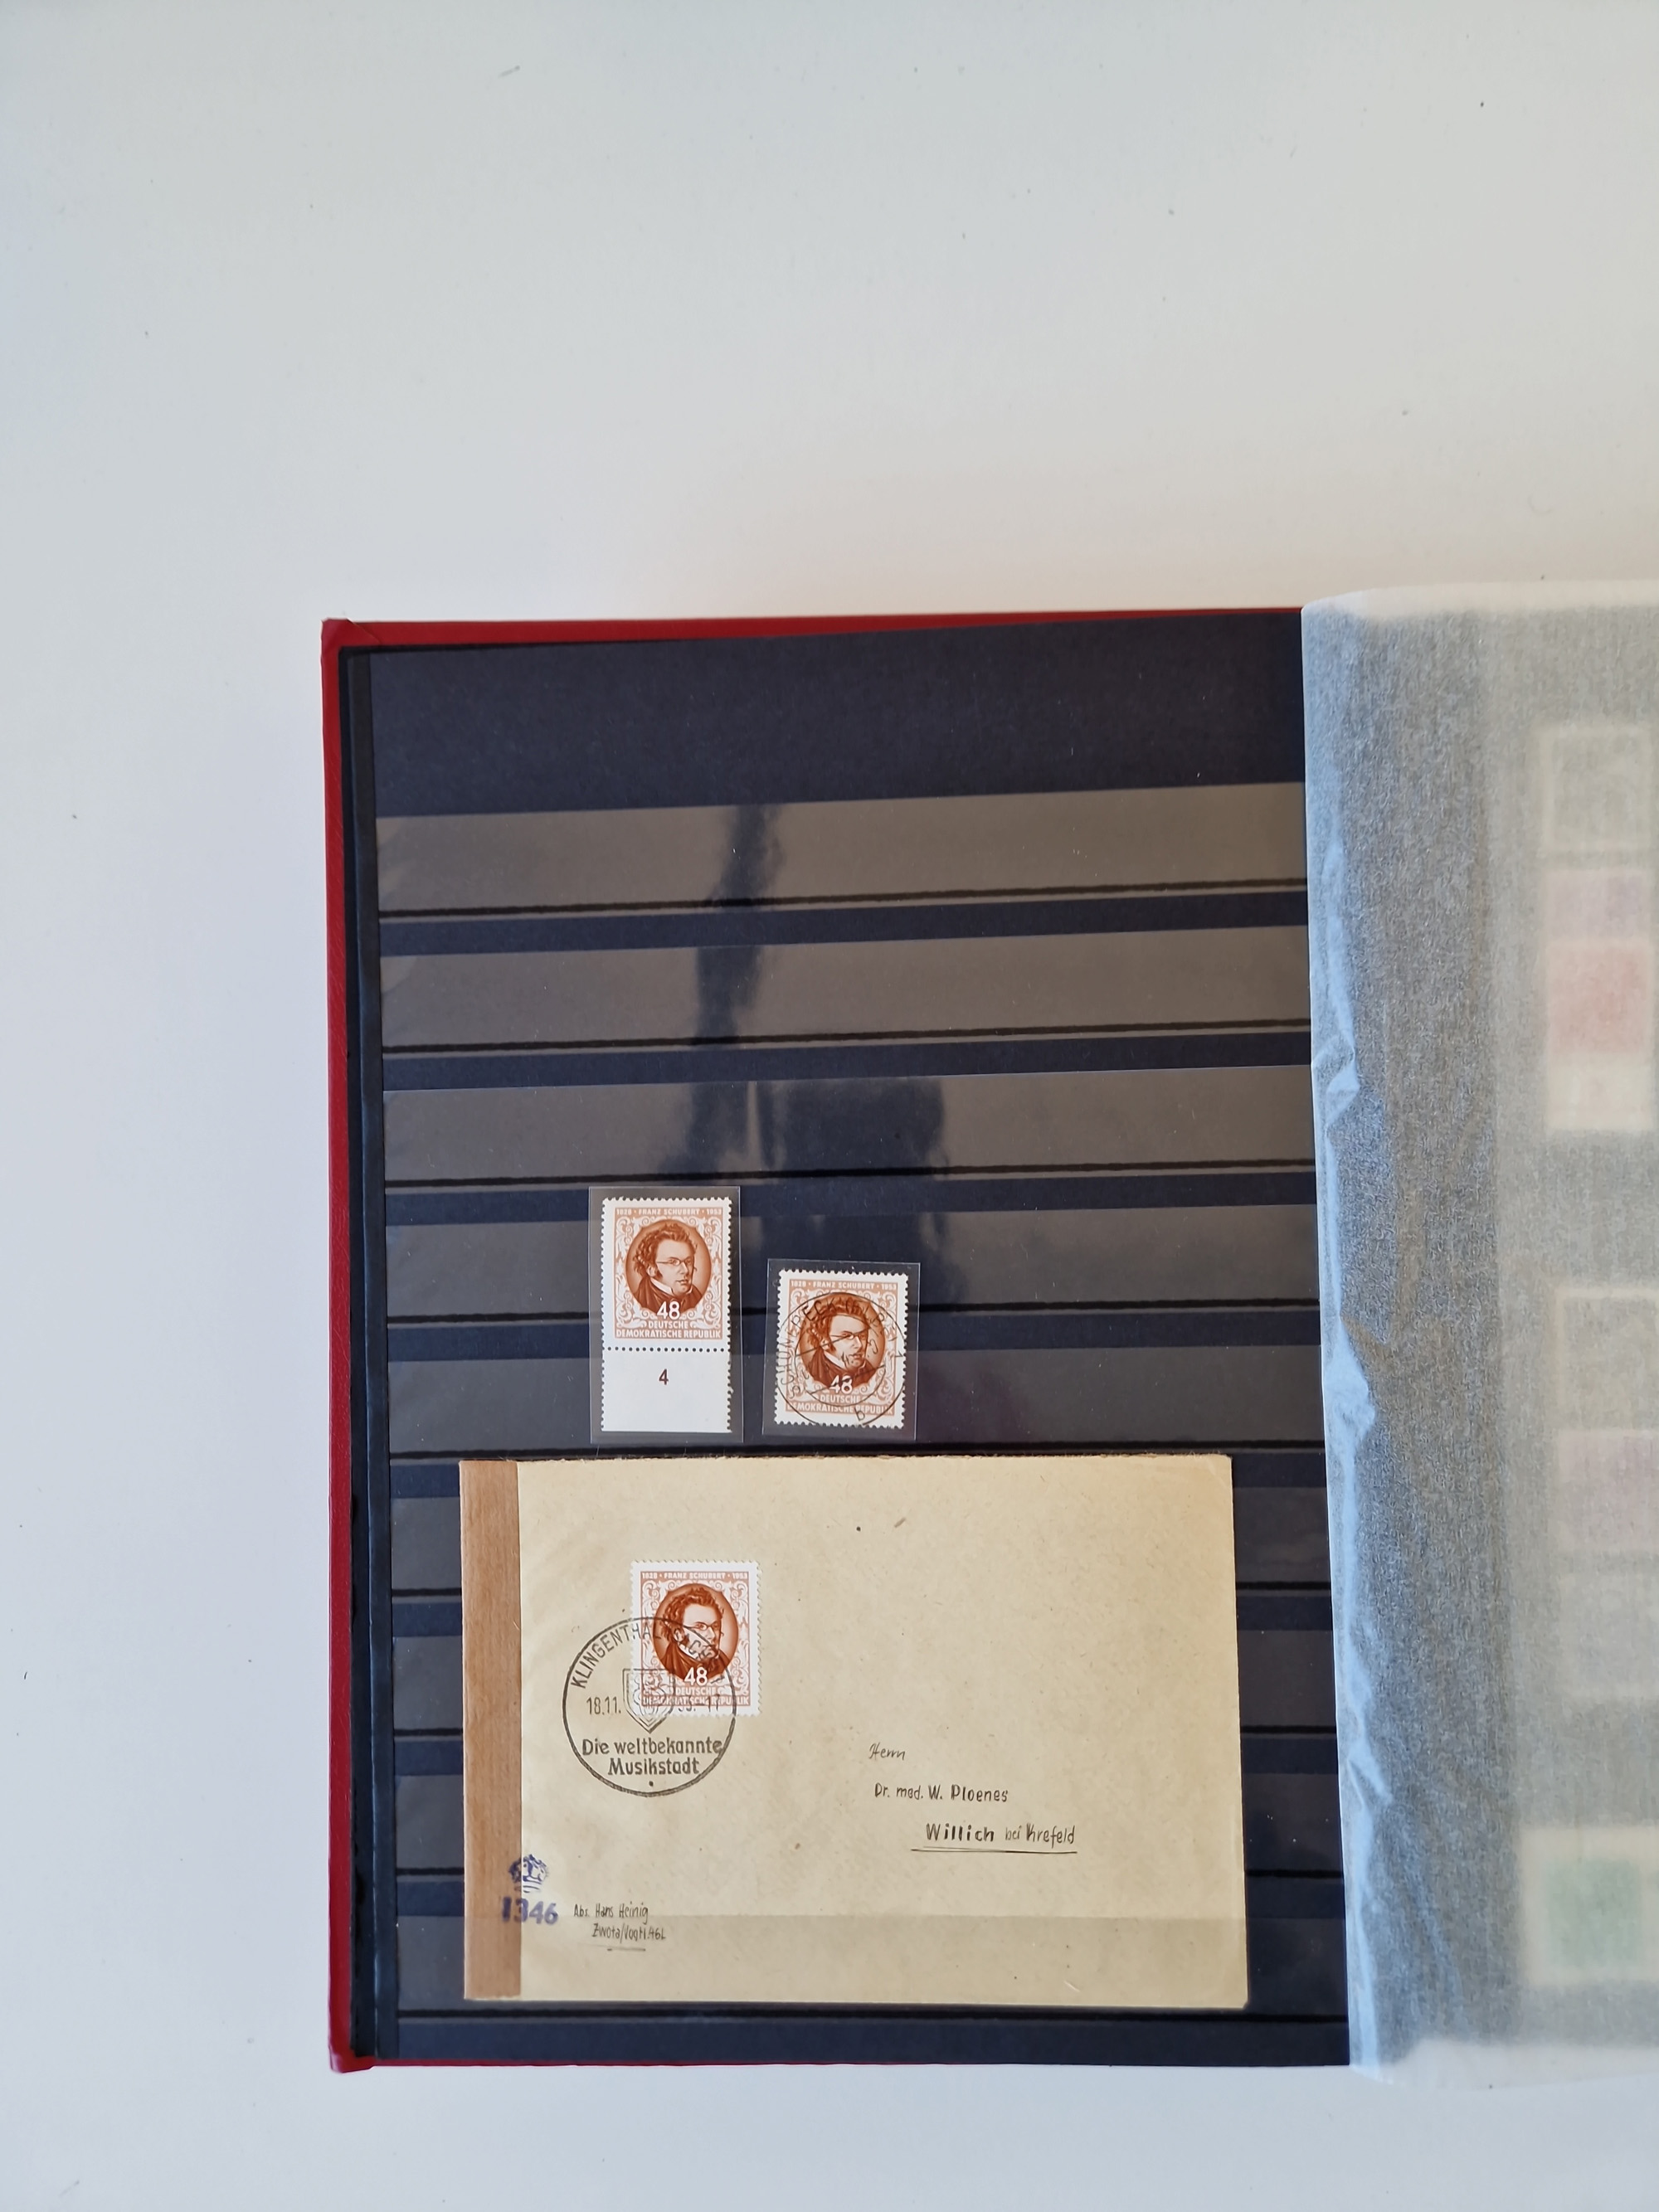 1828 · FRANZ SCHUBERT · 1953
48
DEUTSCHE
DEMOKRATISCHE REPUBLIK
4
1828 · FRANZ SCHUBERT · 1953
48
DEUTSCHE
DEMOKRATISCHE REPUBLIK
b
1828 · FRANZ SCHUBERT · 1953
48
DEUTSCHE
DEMOKRATISCHE REPUBLIK
KLINGENTHAL
18.11. 53.-17
Die weltbekannte
Musikstadt
Herrn
Dr. med. W. Ploenes
Willich bei Krefeld
1346
Abs. Hans Heinig
Zwota/Vogtl.